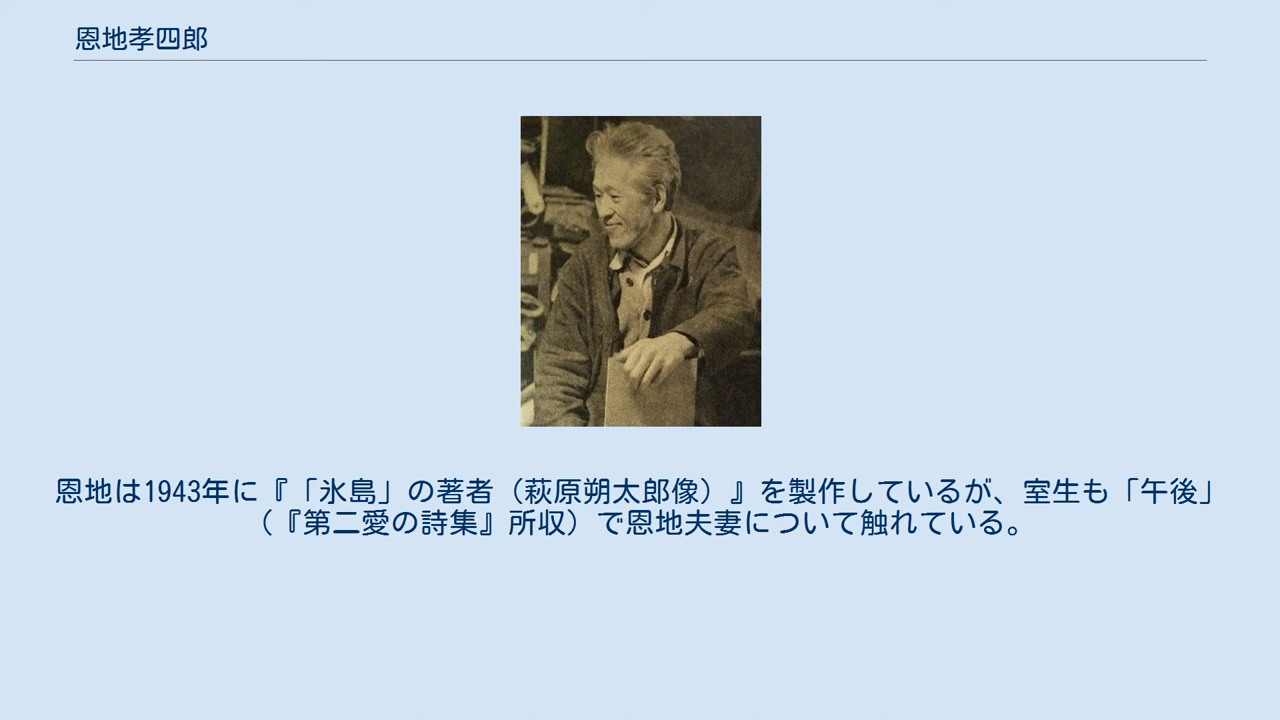 恩地孝四郎
恩地は1943年に『「氷島」の著者（萩原朔太郎像）』を製作しているが、室生も「午後」
（『第二愛の詩集』所収）で恩地夫妻について触れている。